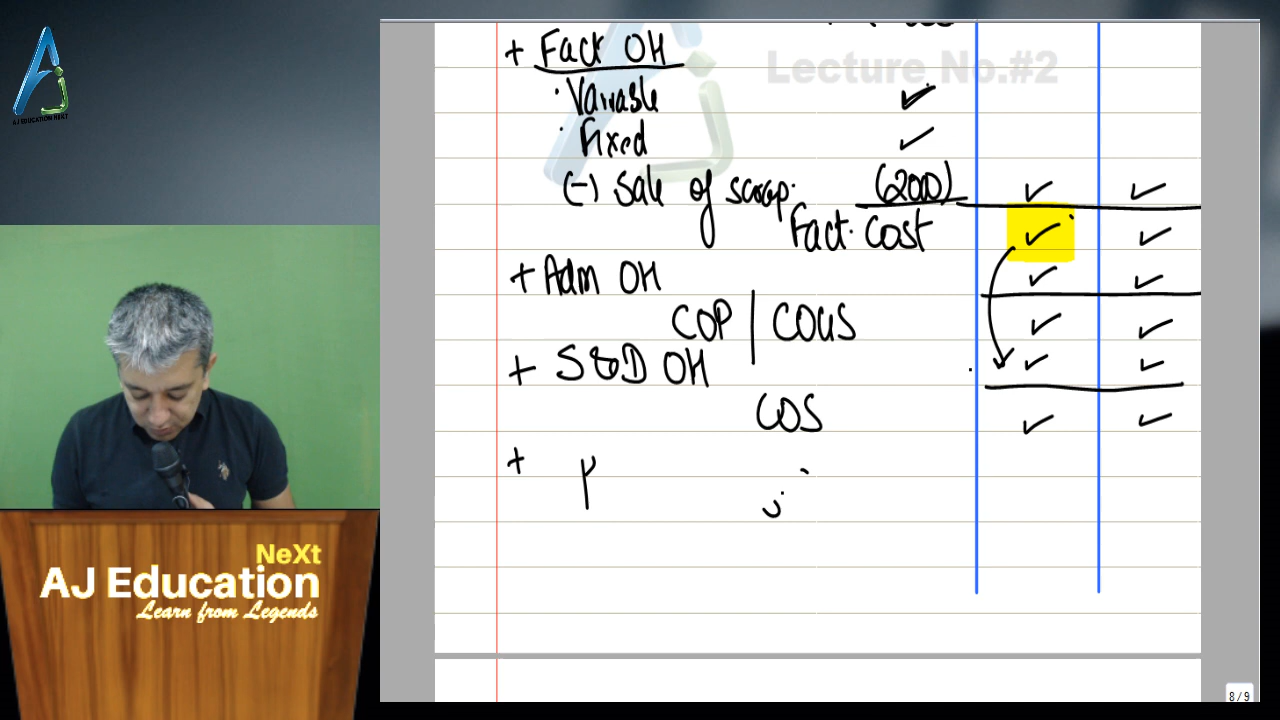 AJ EDUCATION NEXT
Lecture No.#2
+ Fact OH
· Variable ✓
· Fixed ✓
(-) Sale of scrap. (200) ✓ ✓
Fact. Cost ✓ ✓
+ Adm OH ✓ ✓
COP | COGS ✓ ✓
+ S&D OH ✓ ✓
COS ✓ ✓
+
NeXt
AJ Education
Learn from Legends
8/9